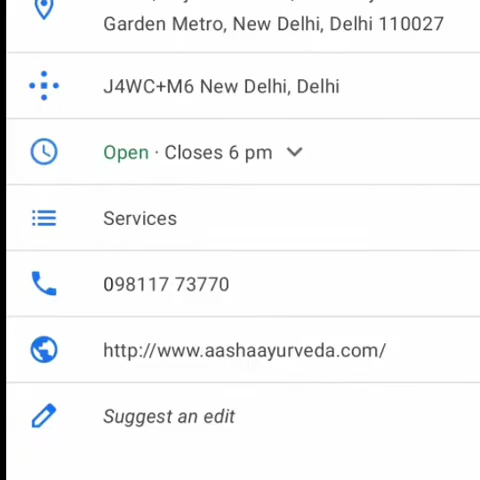 Garden Metro, New Delhi, Delhi 110027
J4WC+M6 New Delhi, Delhi
Open · Closes 6 pm
Services
098117 73770
http://www.aashaayurveda.com/
Suggest an edit